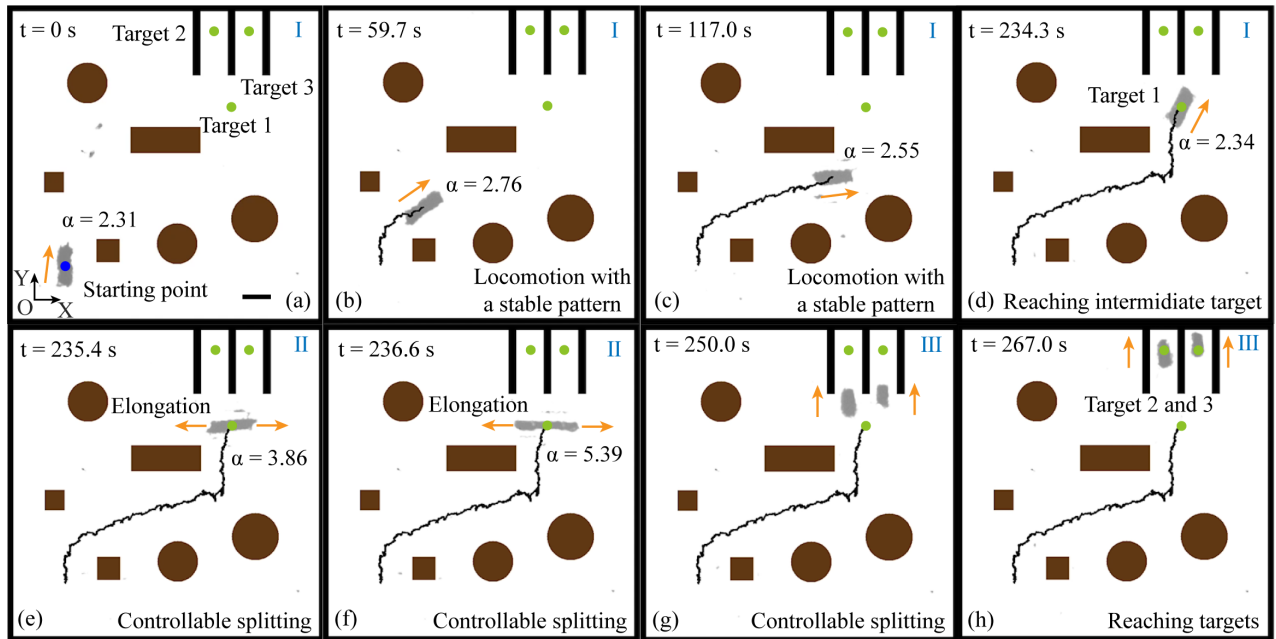 t = 0 s
Target 2
I
Target 3
Target 1
α = 2.31
Y
O
X
Starting point
(a)
t = 59.7 s
I
α = 2.76
Locomotion with
a stable pattern
(b)
t = 117.0 s
I
α = 2.55
Locomotion with
a stable pattern
(c)
t = 234.3 s
I
Target 1
α = 2.34
(d)
Reaching intermidiate target
t = 235.4 s
II
Elongation
α = 3.86
(e)
Controllable splitting
t = 236.6 s
II
Elongation
α = 5.39
(f)
Controllable splitting
t = 250.0 s
III
(g)
Controllable splitting
t = 267.0 s
III
Target 2 and 3
(h)
Reaching targets